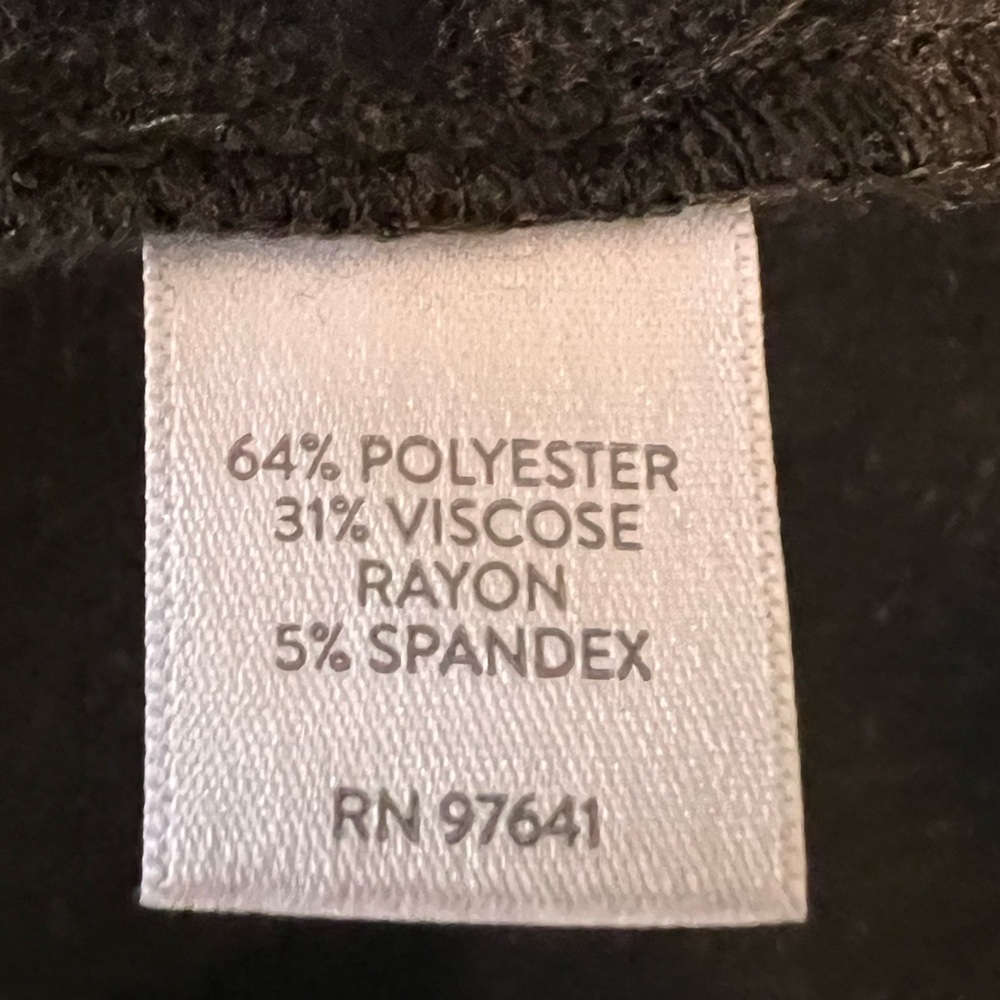 64% POLYESTER
31% VISCOSE
RAYON
5% SPANDEX
RN 97641